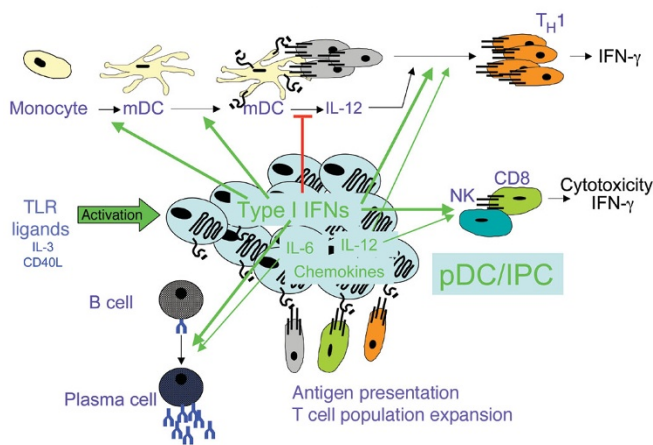 T_H1
IFN-γ
Monocyte
mDC
mDC
IL-12
TLR
ligands
IL-3
CD40L
Activation
Type I IFNs
IL-6
IL-12
Chemokines
NK
CD8
Cytotoxicity
IFN-γ
pDC/IPC
B cell
Plasma cell
Antigen presentation
T cell population expansion